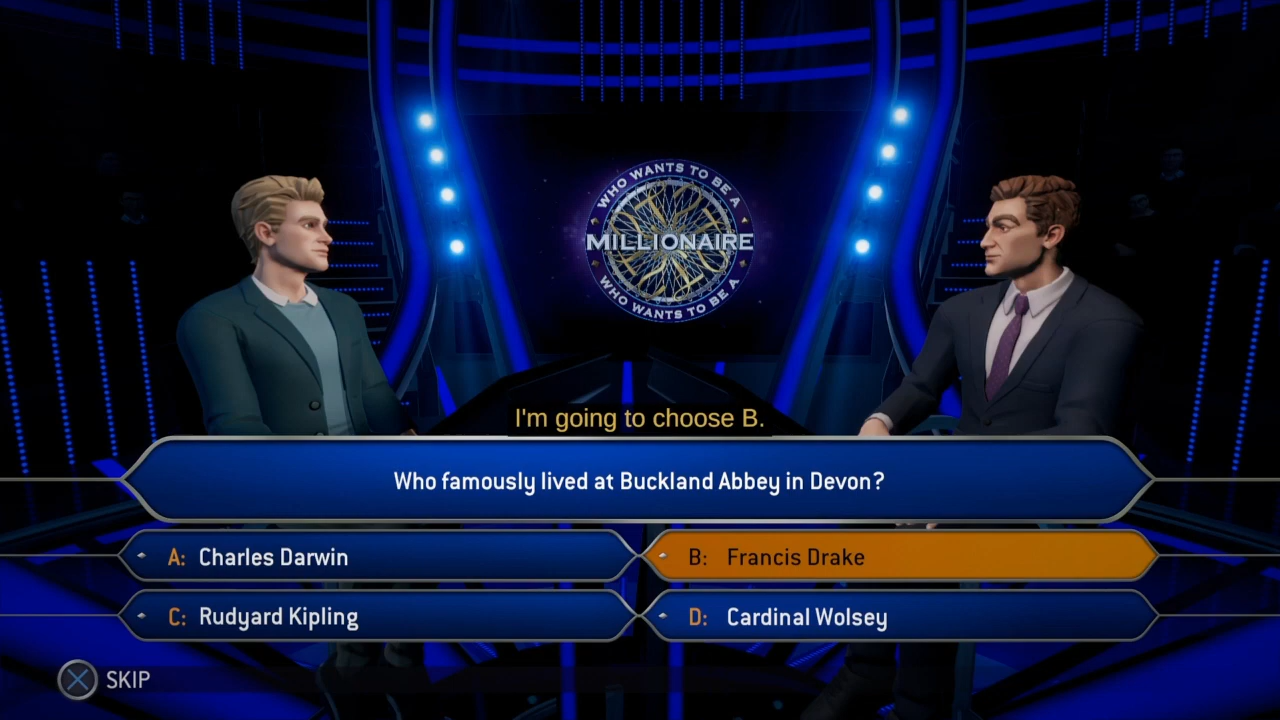 WHO WANTS TO BE A
MILLIONAIRE
WHO WANTS TO BE A
I'm going to choose B.
Who famously lived at Buckland Abbey in Devon?
A: Charles Darwin
B: Francis Drake
C: Rudyard Kipling
D: Cardinal Wolsey
SKIP